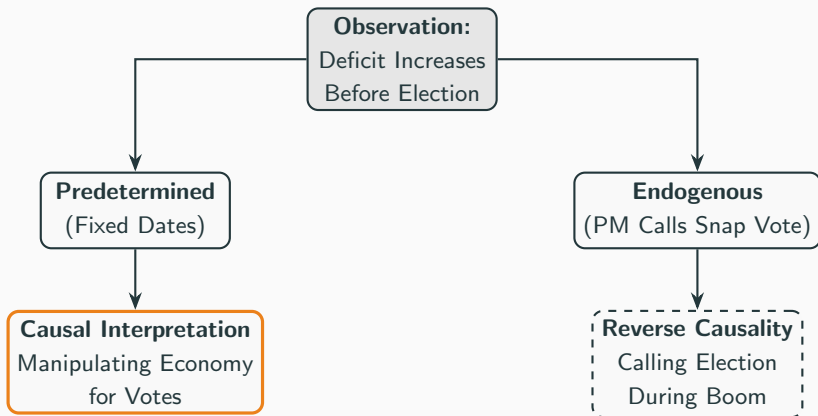 Observation:
Deficit Increases
Before Election
Predetermined
(Fixed Dates)
Endogenous
(PM Calls Snap Vote)
Causal Interpretation
Manipulating Economy
for Votes
Reverse Causality
Calling Election
During Boom